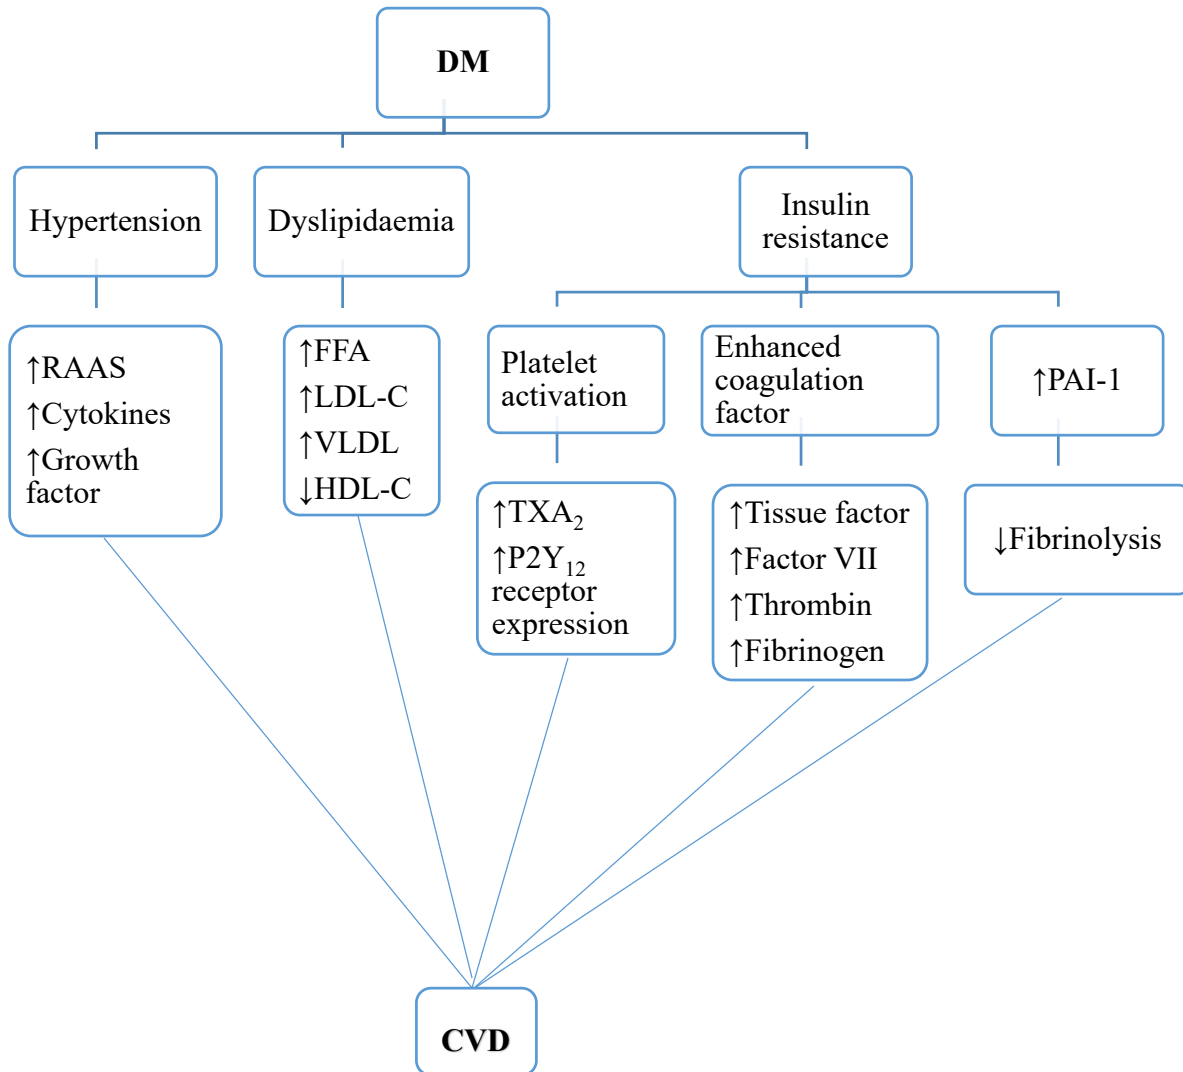 DM
Hypertension
Dyslipidaemia
Insulin
resistance
↑RAAS
↑Cytokines
↑Growth
factor
↑FFA
↑LDL-C
↑VLDL
↓HDL-C
Platelet
activation
Enhanced
coagulation
factor
↑PAI-1
↑TXA₂
↑P2Y₁₂
receptor
expression
↑Tissue factor
↑Factor VII
↑Thrombin
↑Fibrinogen
↓Fibrinolysis
CVD